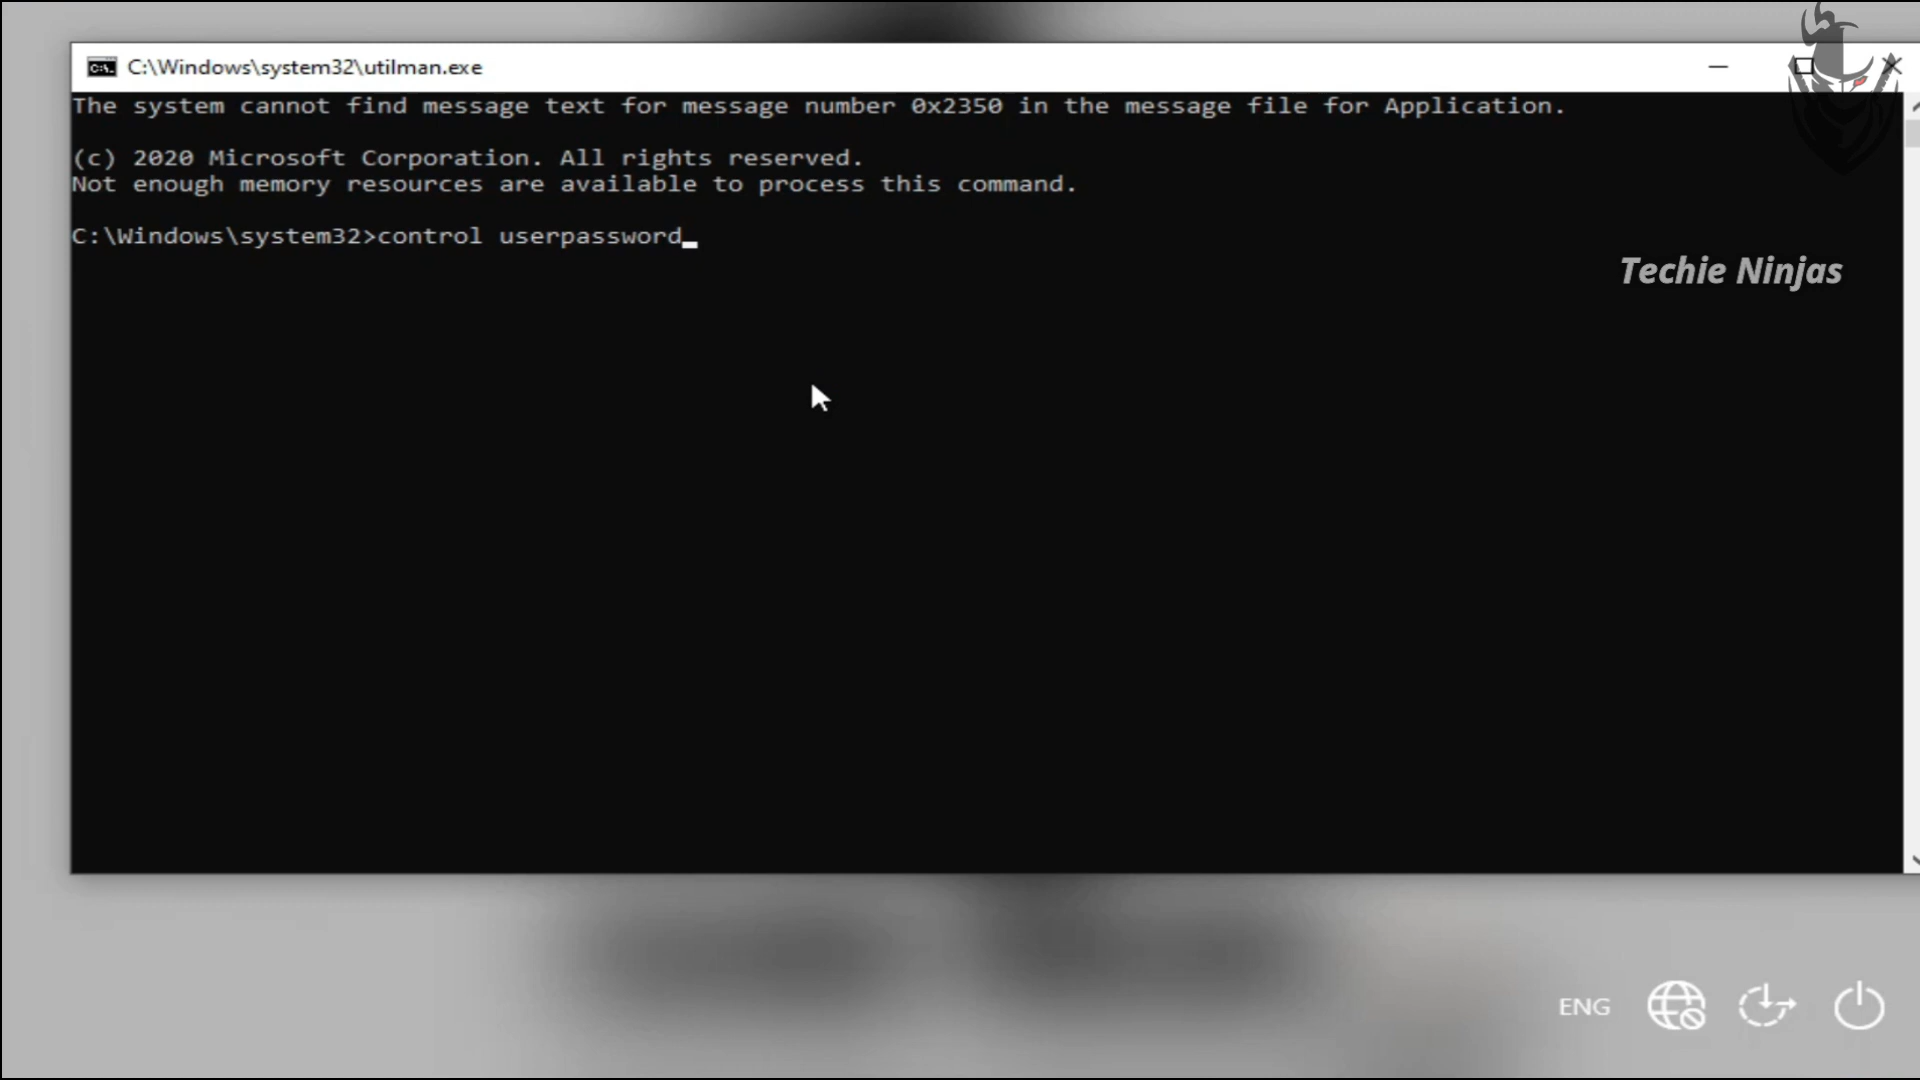 C:\Windows\system32\utilman.exe
The system cannot find message text for message number 0x2350 in the message file for Application.
(c) 2020 Microsoft Corporation. All rights reserved.
Not enough memory resources are available to process this command.
C:\Windows\system32>control userpassword_
Techie Ninjas
ENG